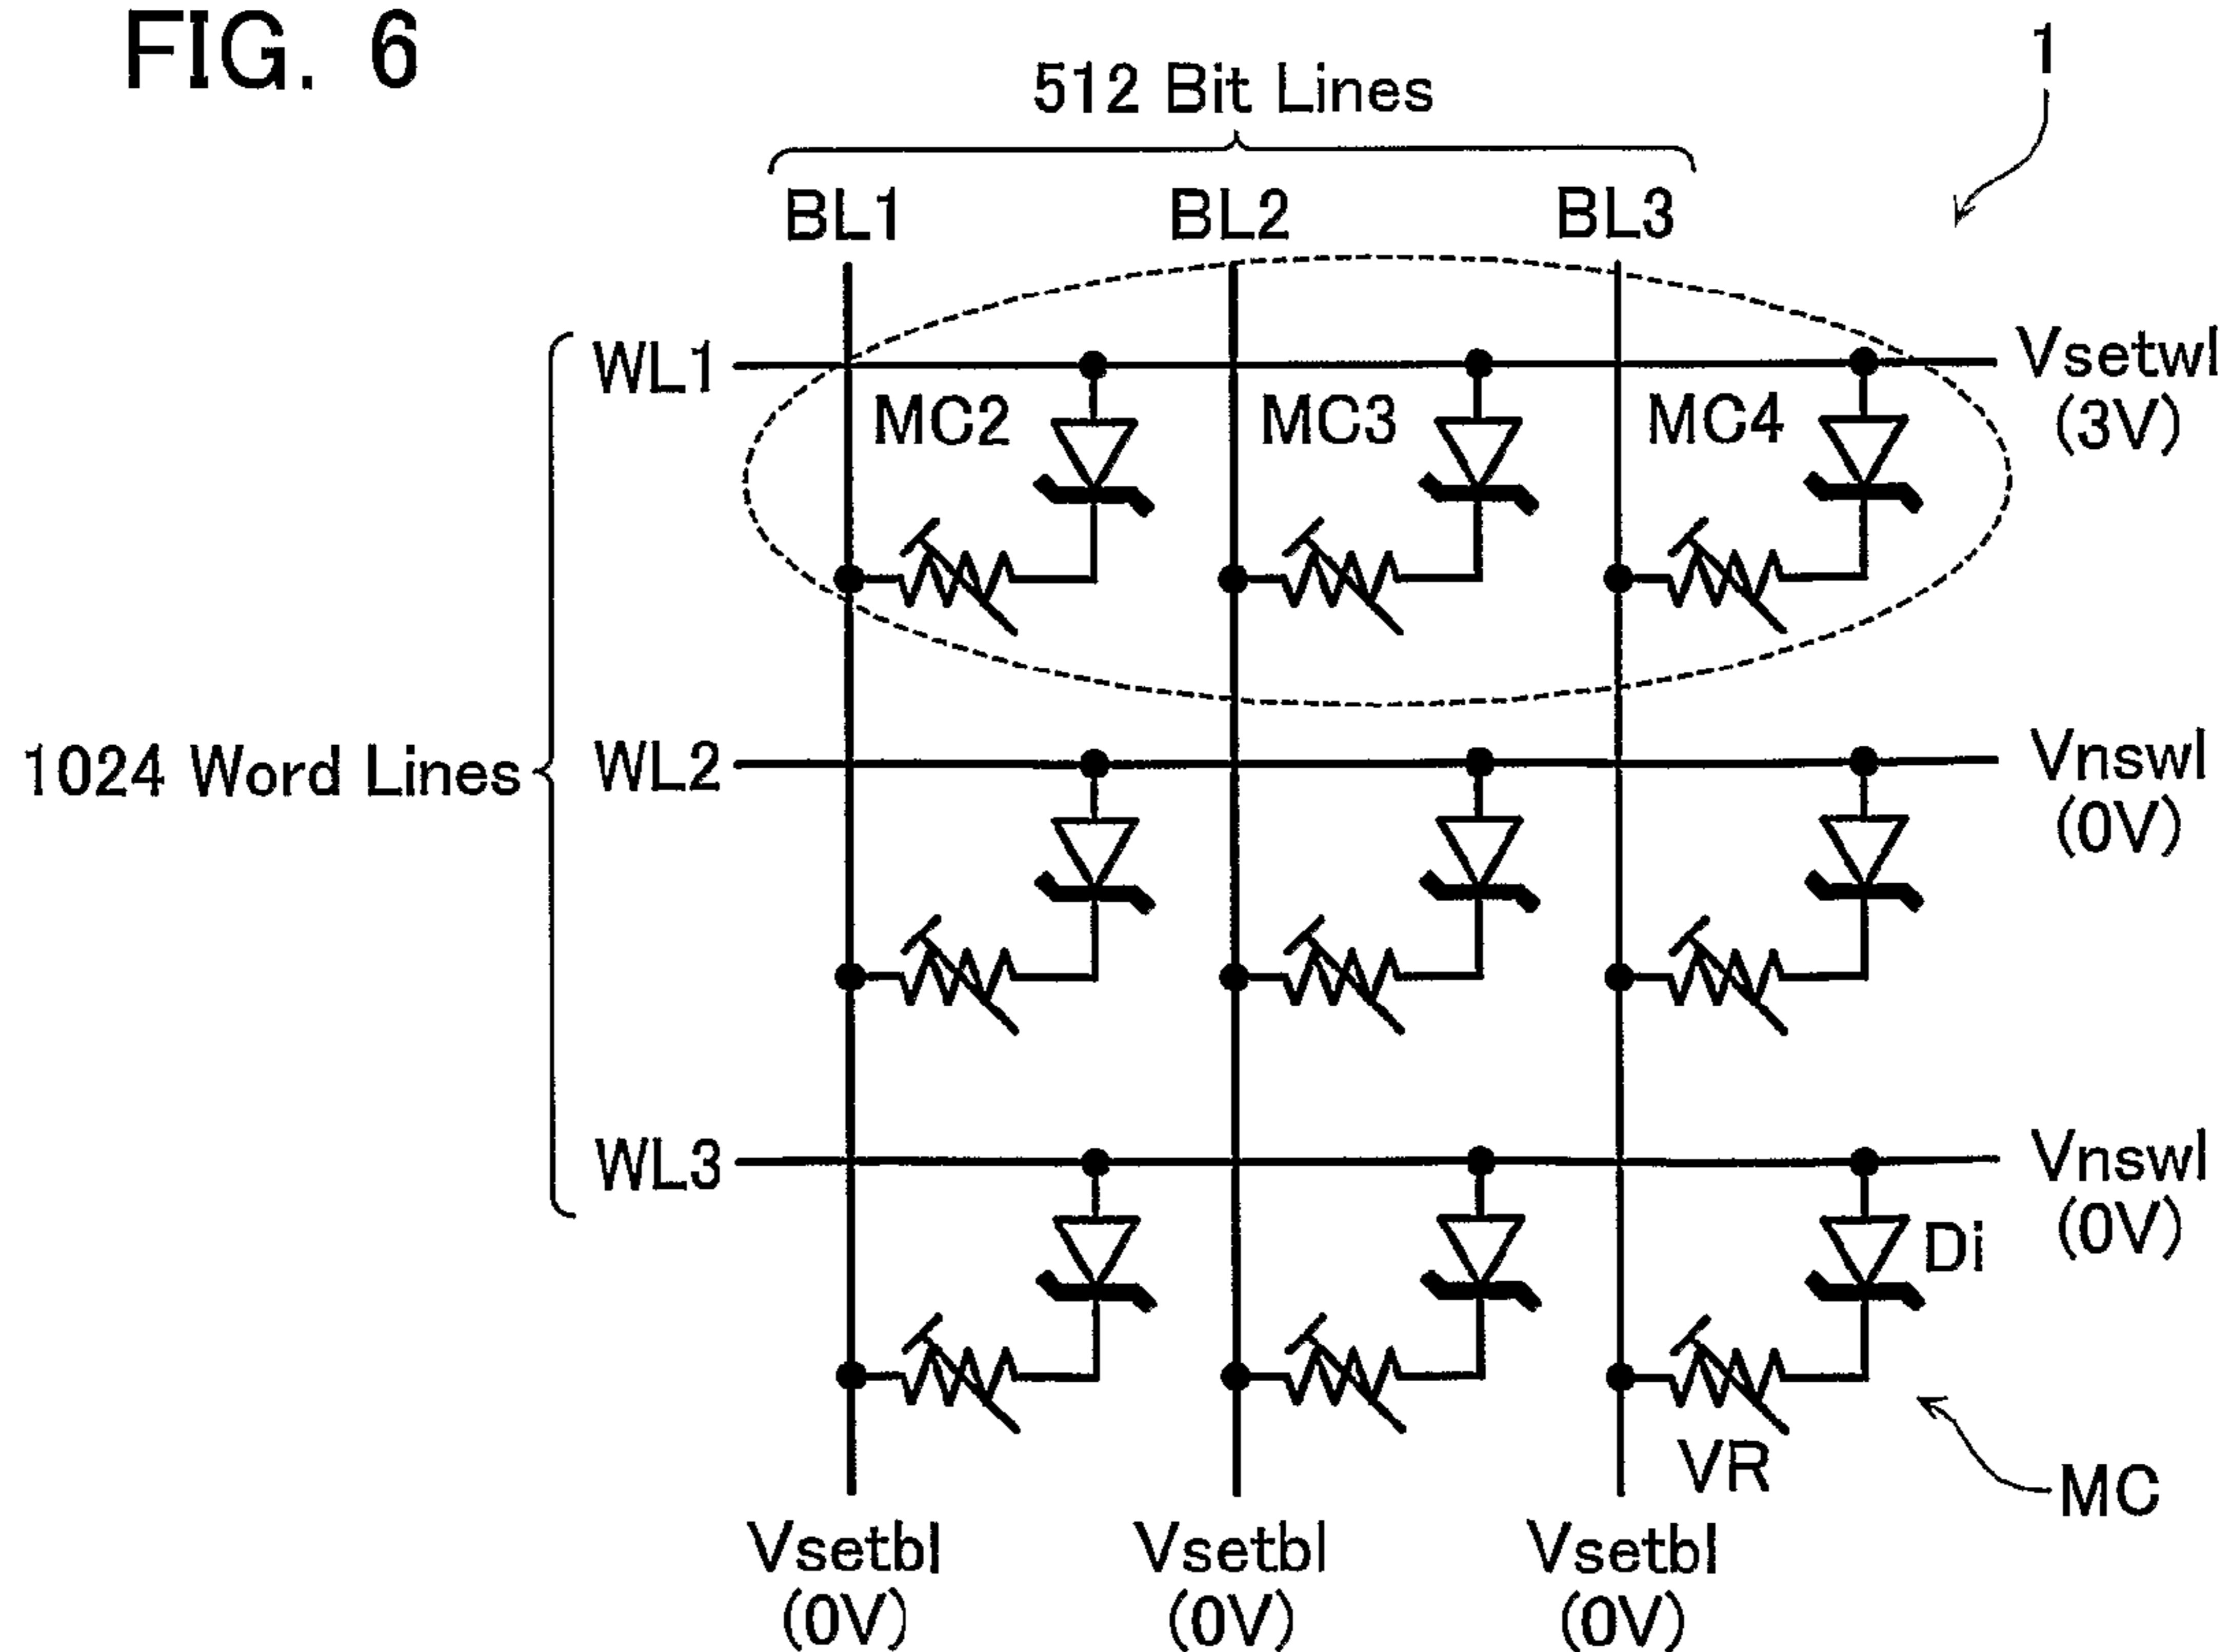 FIG. 6
1
512 Bit Lines
BL1 BL2 BL3
WL1 Vsetwl
(3V)
MC2 MC3 MC4
1024 Word Lines
WL2 Vnswl
(0V)
WL3 Vnswl
(0V)
Di
VR
MC
Vsetbl Vsetbl Vsetbl
(0V) (0V) (0V)